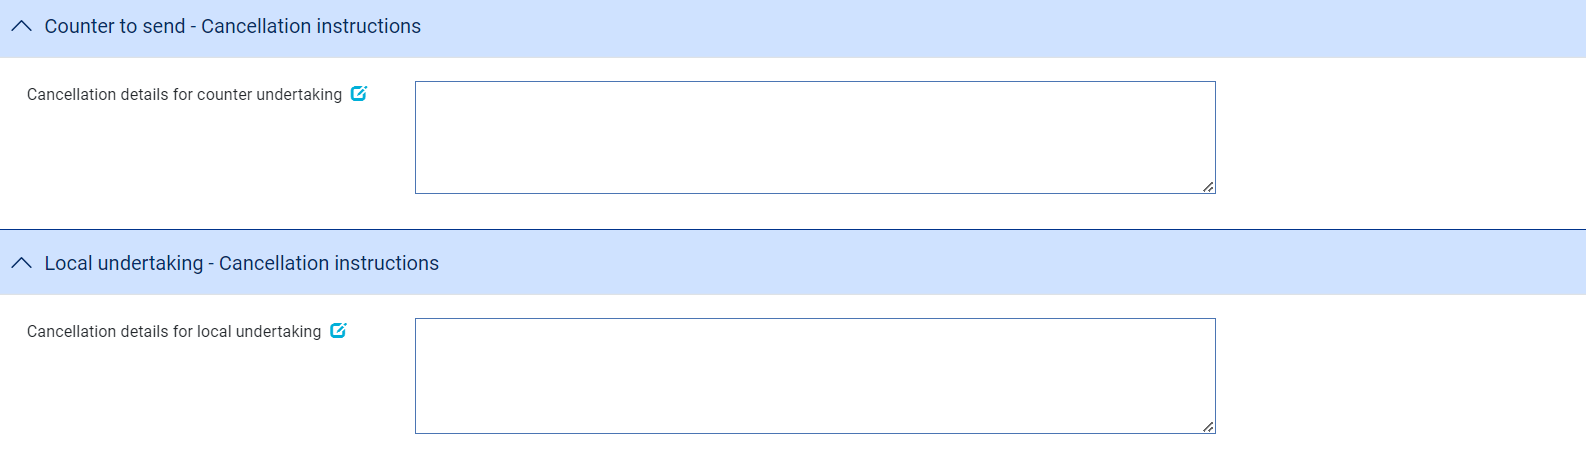 Counter to send - Cancellation instructions
Cancellation details for counter undertaking
Local undertaking - Cancellation instructions
Cancellation details for local undertaking